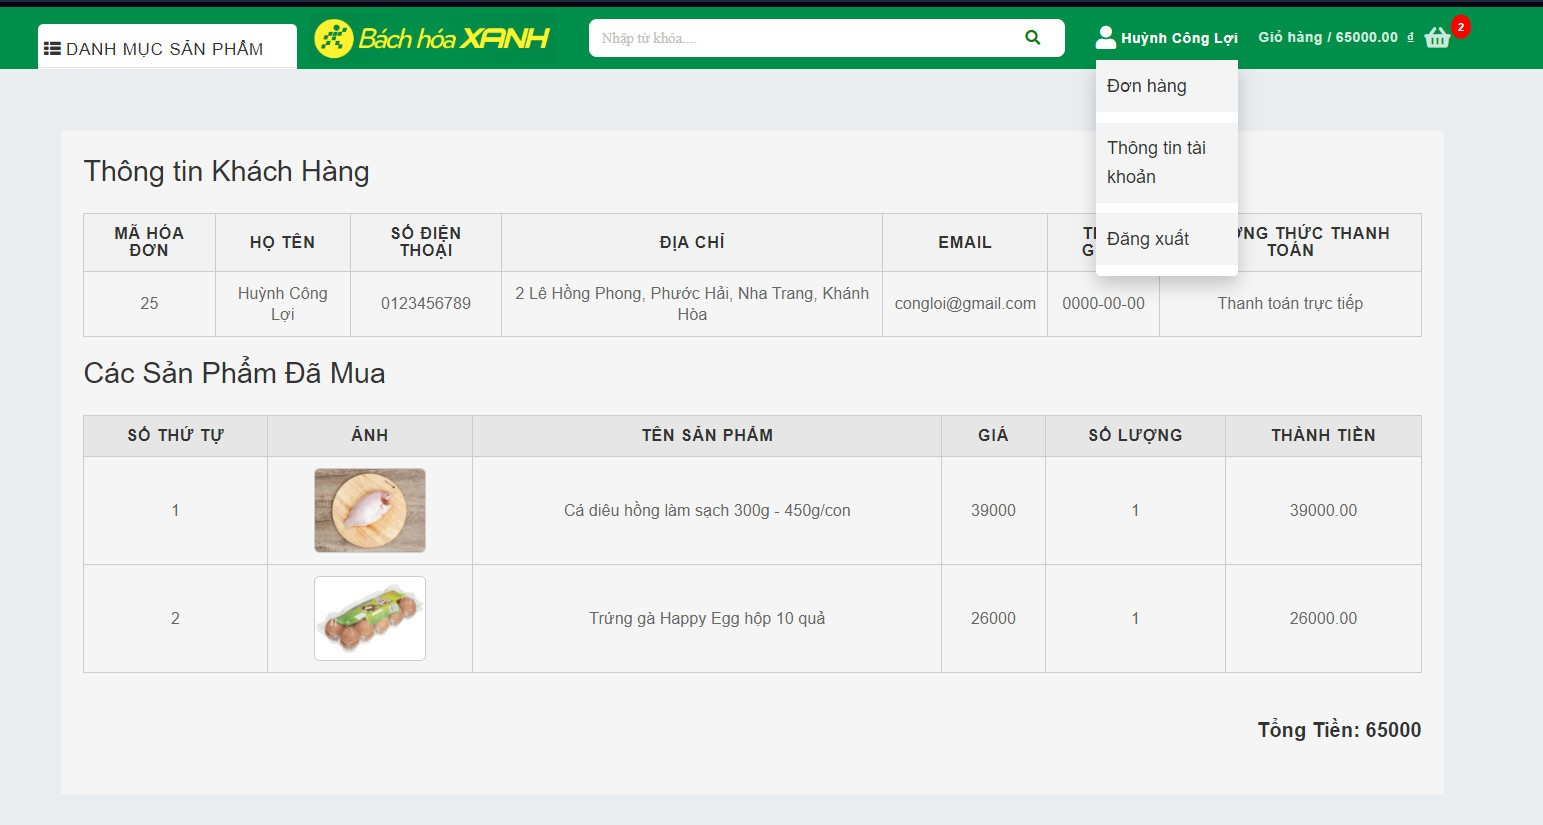 DANH MỤC SẢN PHẨM
Bách hóa XANH
Nhập từ khóa....
Huỳnh Công Lợi
Giỏ hàng / 65000.00 ₫
2
Đơn hàng
Thông tin tài
khoản
Đăng xuất
Thông tin Khách Hàng
MÃ HÓA
ĐƠN
HỌ TÊN
SỐ ĐIỆN
THOẠI
ĐỊA CHỈ
EMAIL
THỨC THANH
TOÁN
25
Huỳnh Công
Lợi
0123456789
2 Lê Hồng Phong, Phước Hải, Nha Trang, Khánh
Hòa
congloi@gmail.com
0000-00-00
Thanh toán trực tiếp
Các Sản Phẩm Đã Mua
SỐ THỨ TỰ
ẢNH
TÊN SẢN PHẨM
GIÁ
SỐ LƯỢNG
THÀNH TIỀN
1
Cá diêu hồng làm sạch 300g - 450g/con
39000
1
39000.00
2
Trứng gà Happy Egg hộp 10 quả
26000
1
26000.00
Tổng Tiền: 65000